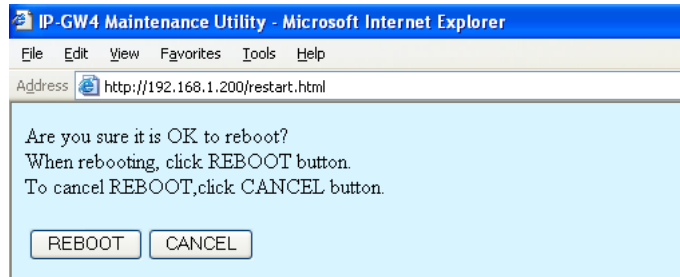 IP-GW4 Maintenance Utility - Microsoft Internet Explorer
File Edit View Favorites Tools Help
Address http://192.168.1.200/restart.html
Are you sure it is OK to reboot?
When rebooting, click REBOOT button.
To cancel REBOOT,click CANCEL button.
REBOOT CANCEL